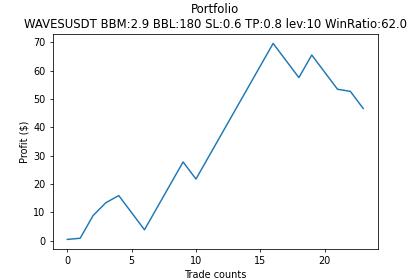 Portfolio
WAVESUSDT BBM:2.9 BBL:180 SL:0.6 TP:0.8 lev:10 WinRatio:62.0
70
60
50
40
30
20
10
0
Profit ($)
0 5 10 15 20
Trade counts